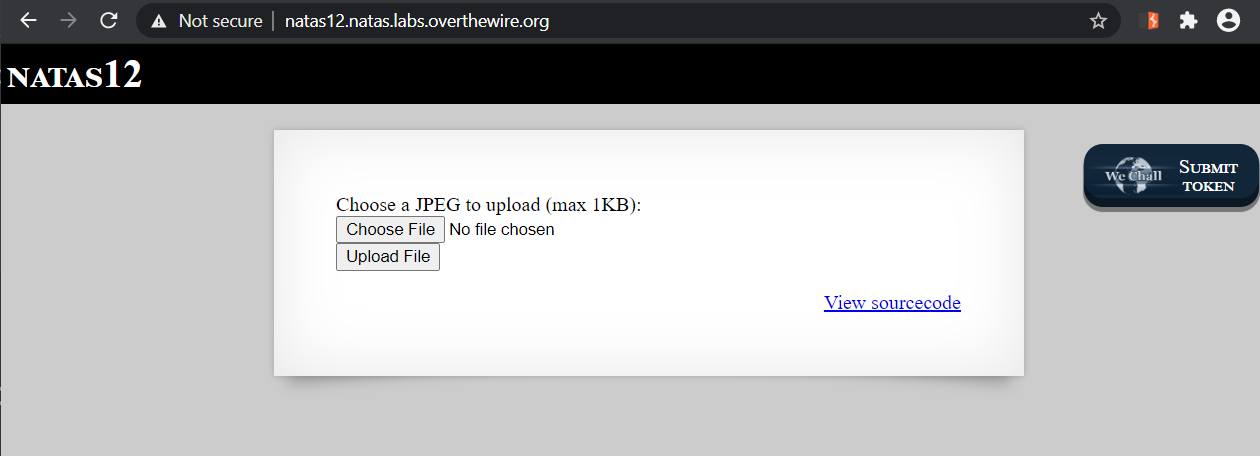 Not secure | natas12.natas.labs.overthewire.org
NATAS12
Choose a JPEG to upload (max 1KB):
Choose File No file chosen
Upload File
View sourcecode
We Chall
Submit
token